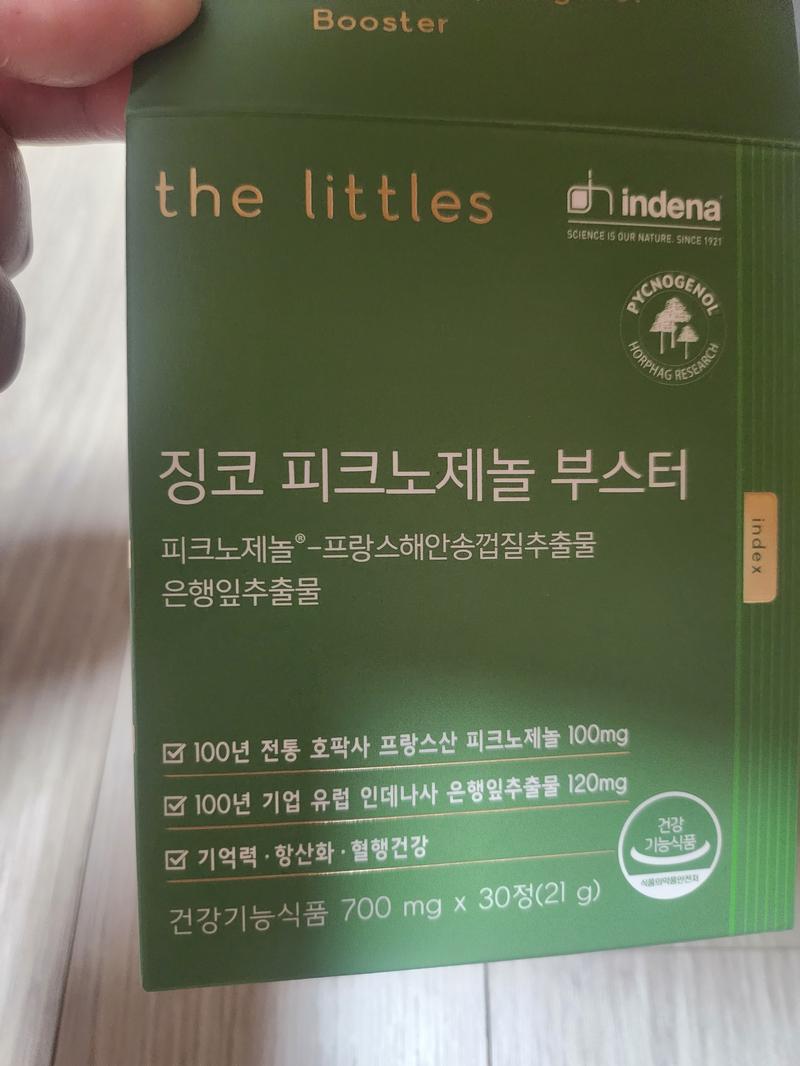 Booster
the littles
indena
SCIENCE IS OUR NATURE. SINCE 1921
PYCNOGENOL
HORPHAG RESEARCH
징코 피크노제놀 부스터
피크노제놀®-프랑스해안송껍질추출물
은행잎추출물
index
☑ 100년 전통 호팍사 프랑스산 피크노제놀 100mg
☑ 100년 기업 유럽 인데나사 은행잎추출물 120mg
☑ 기억력·항산화·혈행건강
건강
기능식품
식품의약품안전처
건강기능식품 700 mg x 30정(21 g)